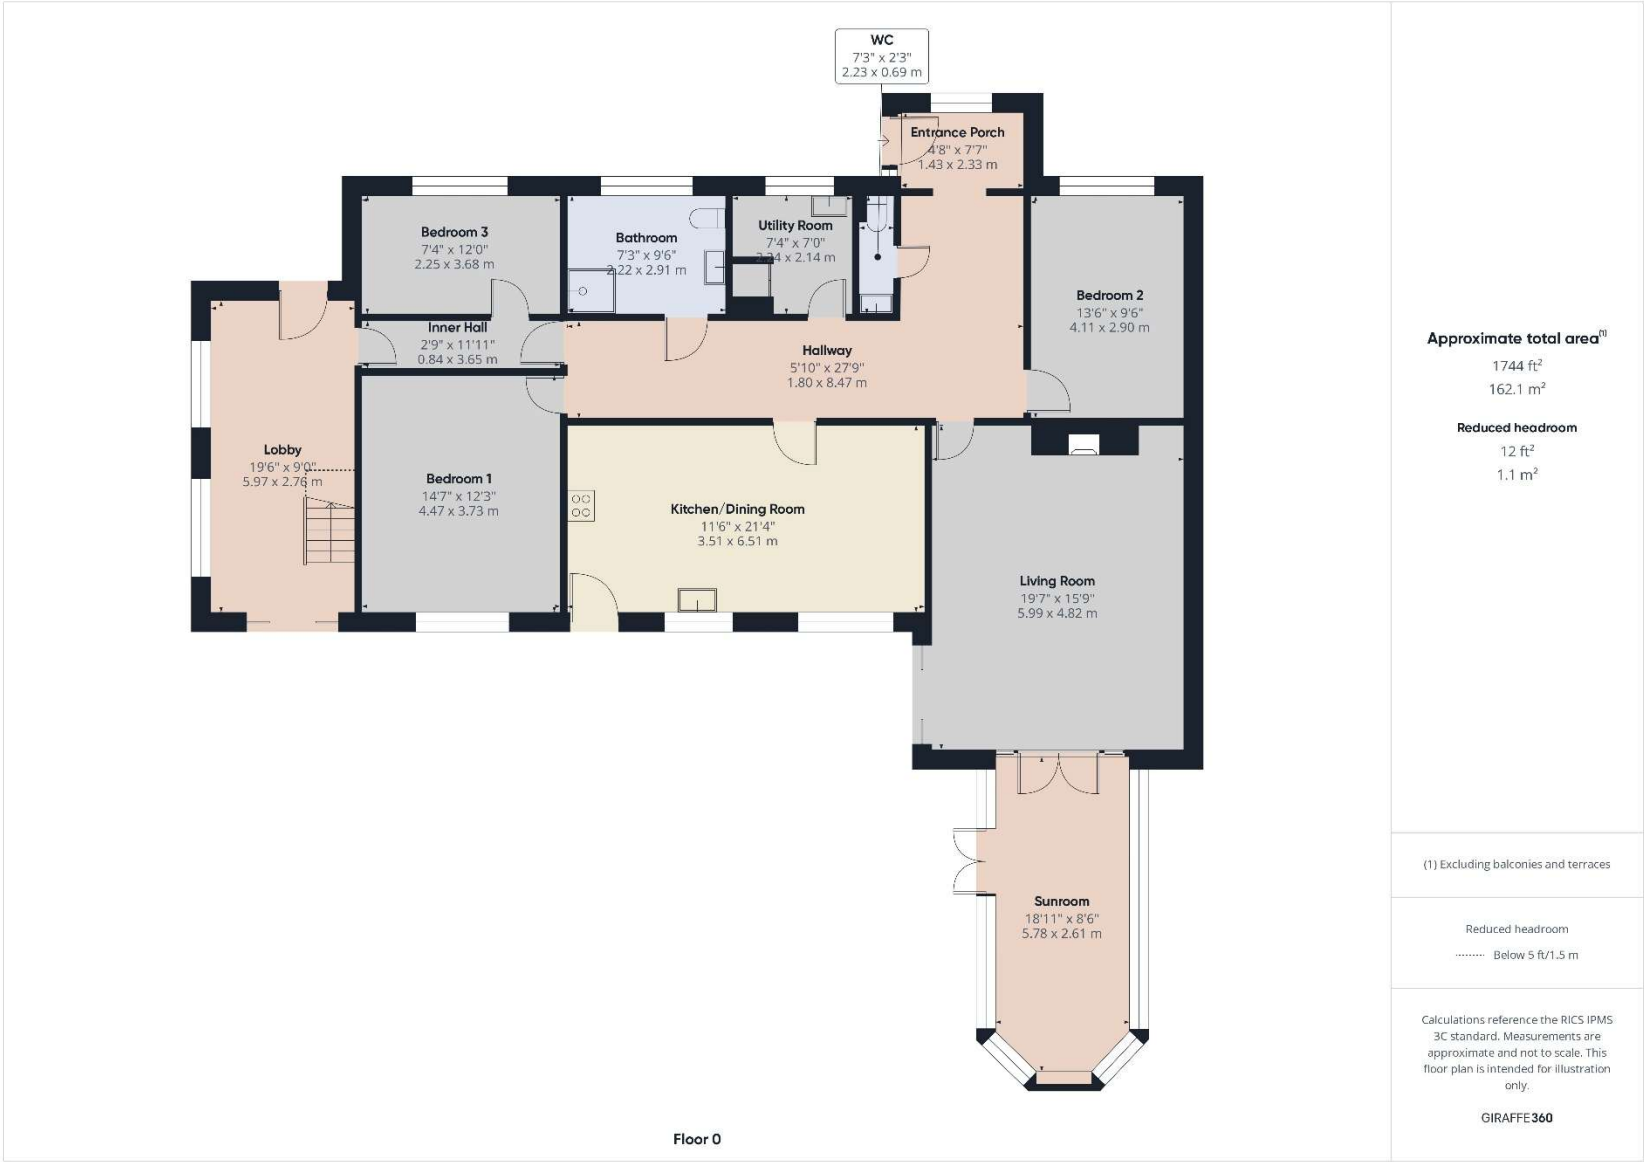 WC
7'3" x 2'3"
2.23 x 0.69 m
Entrance Porch
4'8" x 7'7"
1.43 x 2.33 m
Bedroom 3
7'4" x 12'0"
2.25 x 3.68 m
Bathroom
7'3" x 9'6"
2.22 x 2.91 m
Utility Room
7'4" x 7'0"
2.24 x 2.14 m
Bedroom 2
13'6" x 9'6"
4.11 x 2.90 m
Inner Hall
2'9" x 11'11"
0.84 x 3.65 m
Hallway
5'10" x 27'9"
1.80 x 8.47 m
Lobby
19'6" x 9'0"
5.97 x 2.76 m
Bedroom 1
14'7" x 12'3"
4.47 x 3.73 m
Kitchen/Dining Room
11'6" x 21'4"
3.51 x 6.51 m
Living Room
19'7" x 15'9"
5.99 x 4.82 m
Sunroom
18'11" x 8'6"
5.78 x 2.61 m
Floor 0
Approximate total area(1)
1744 ft²
162.1 m²
Reduced headroom
12 ft²
1.1 m²
(1) Excluding balconies and terraces
Reduced headroom
Below 5 ft/1.5 m
Calculations reference the RICS IPMS
3C standard. Measurements are
approximate and not to scale. This
floor plan is intended for illustration
only.
GIRAFFE360